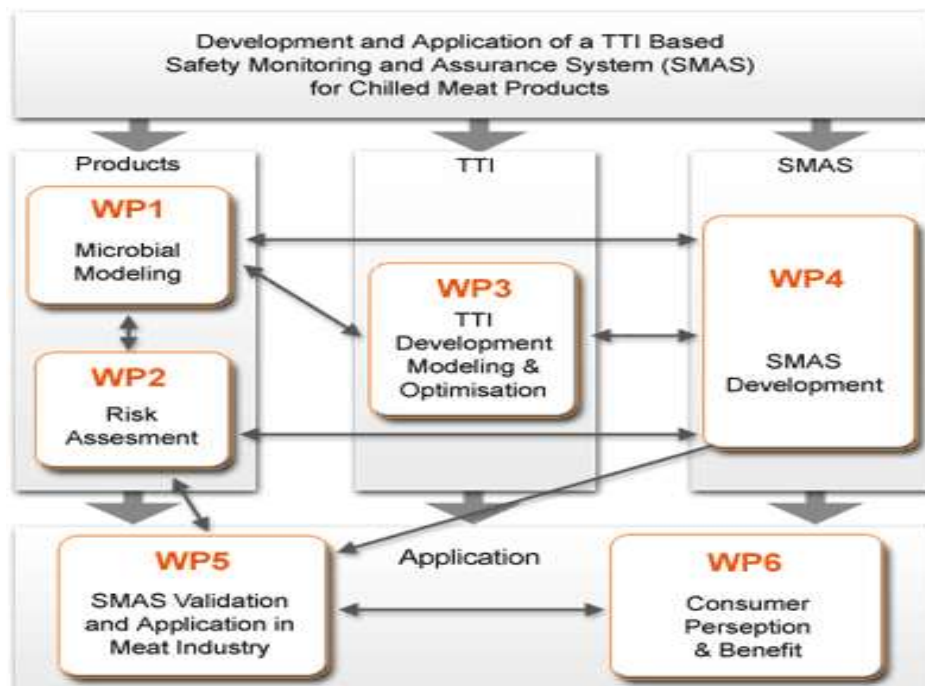 Development and Application of a TTI Based
Safety Monitoring and Assurance System (SMAS)
for Chilled Meat Products
Products
TTI
SMAS
WP1
Microbial
Modeling
WP2
Risk
Assesment
WP3
TTI
Development
Modeling &
Optimisation
WP4
SMAS
Development
Application
WP5
SMAS Validation
and Application in
Meat Industry
WP6
Consumer
Perseption
& Benefit